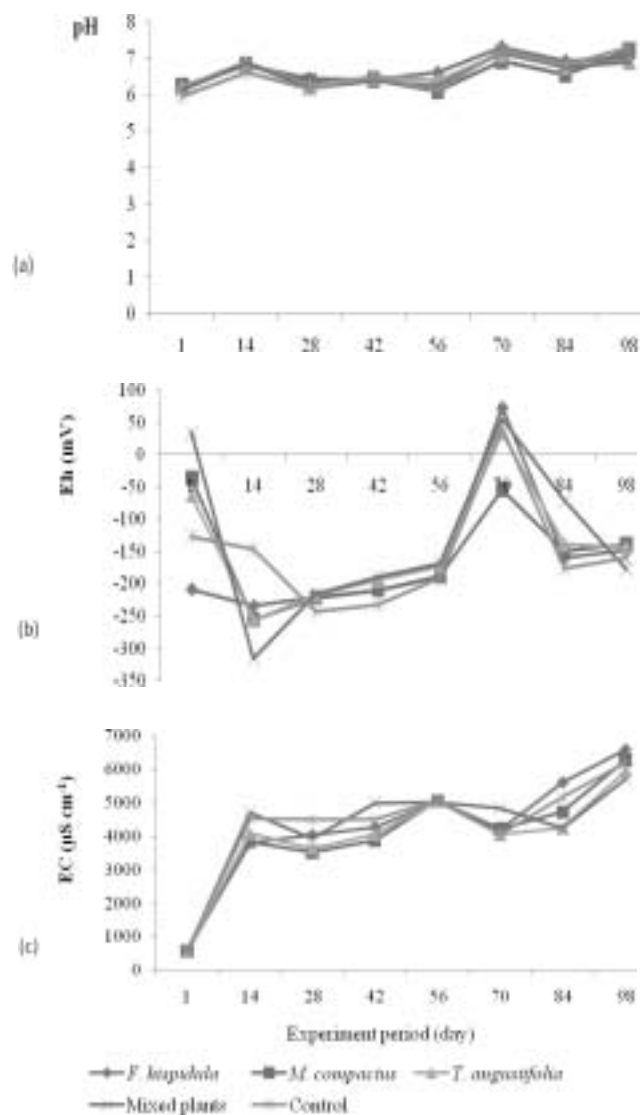 pH
8
7
6
5
4
3
2
1
0
(a)
1 14 28 42 56 70 84 98
Eh (mV)
100
50
0
-50
-100
-150
-200
-250
-300
-350
14 28 42 56 70 84 98
(b)
EC (µS cm⁻¹)
7000
6000
5000
4000
3000
2000
1000
0
(c)
1 14 28 42 56 70 84 98
Experiment period (day)
F. hispidula M. compactus T. angustifolia
Mixed plants Control